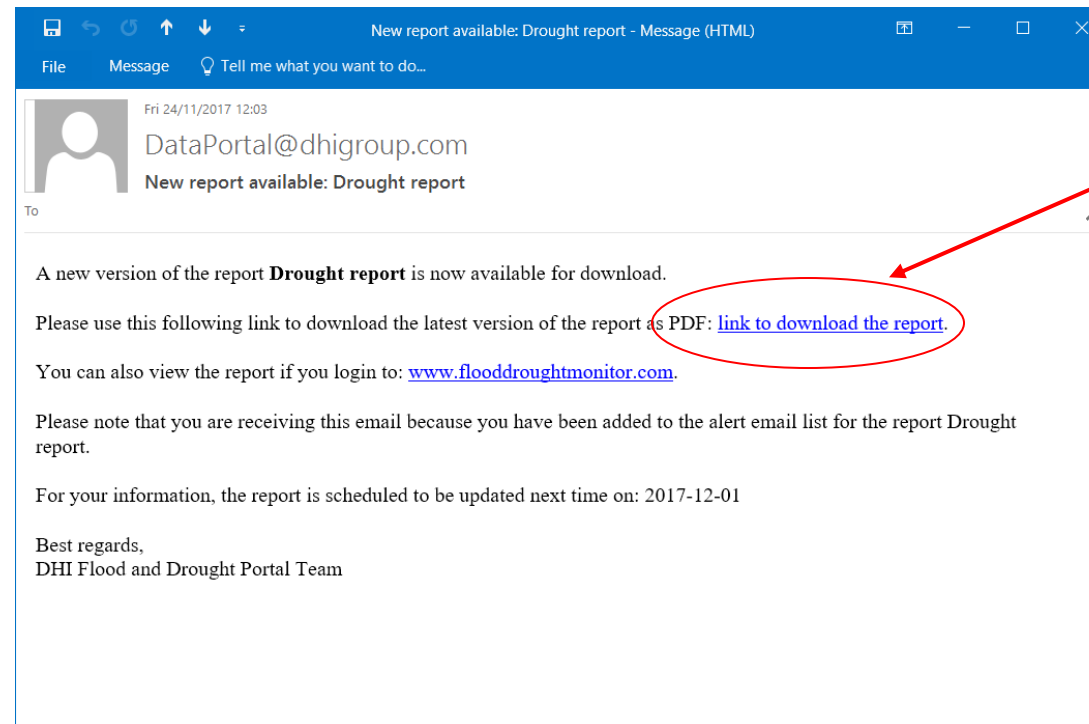 New report available: Drought report - Message (HTML)
File Message Tell me what you want to do...
Fri 24/11/2017 12:03
DataPortal@dhigroup.com
New report available: Drought report
To
A new version of the report Drought report is now available for download.
Please use this following link to download the latest version of the report as PDF: link to download the report.
You can also view the report if you login to: www.flooddroughtmonitor.com.
Please note that you are receiving this email because you have been added to the alert email list for the report Drought
report.
For your information, the report is scheduled to be updated next time on: 2017-12-01
Best regards,
DHI Flood and Drought Portal Team